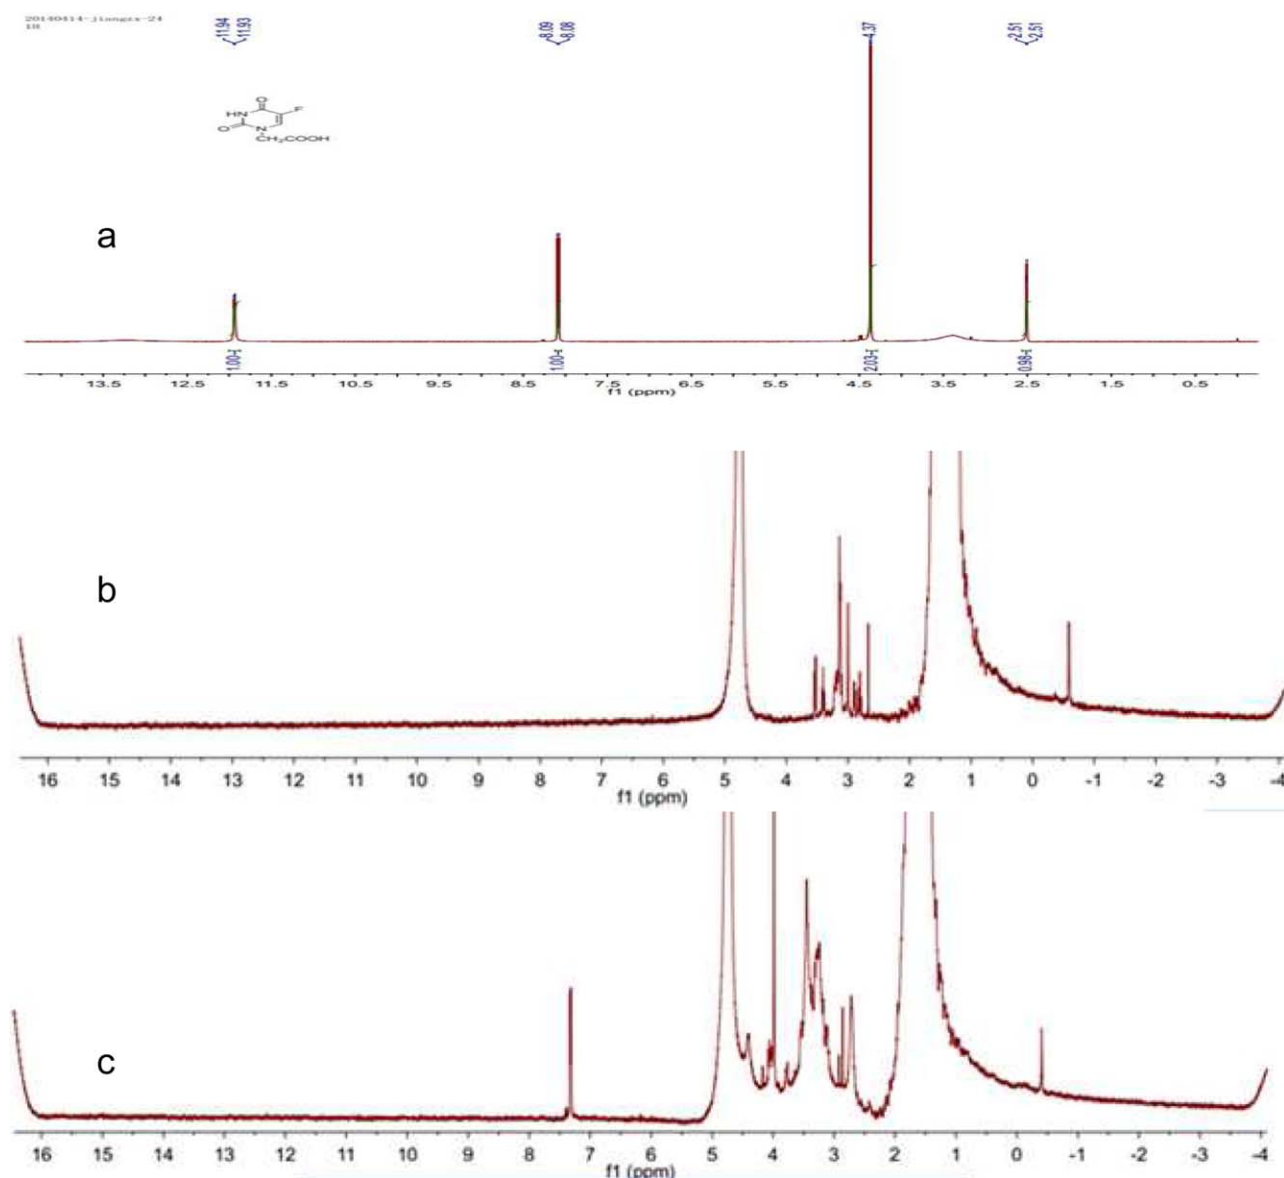 20140414-jiangzx-24
1H
11.94
11.93
8.09
8.08
4.37
2.51
2.51
O
HN
F
O
N
CH₂COOH
a
1.00
1.00
2.03
0.98
13.5 12.5 11.5 10.5 9.5 8.5 7.5 6.5 5.5 4.5 3.5 2.5 1.5 0.5
f1 (ppm)
b
16 15 14 13 12 11 10 9 8 7 6 5 4 3 2 1 0 -1 -2 -3 -4
f1 (ppm)
c
16 15 14 13 12 11 10 9 8 7 6 5 4 3 2 1 0 -1 -2 -3 -4
f1 (ppm)